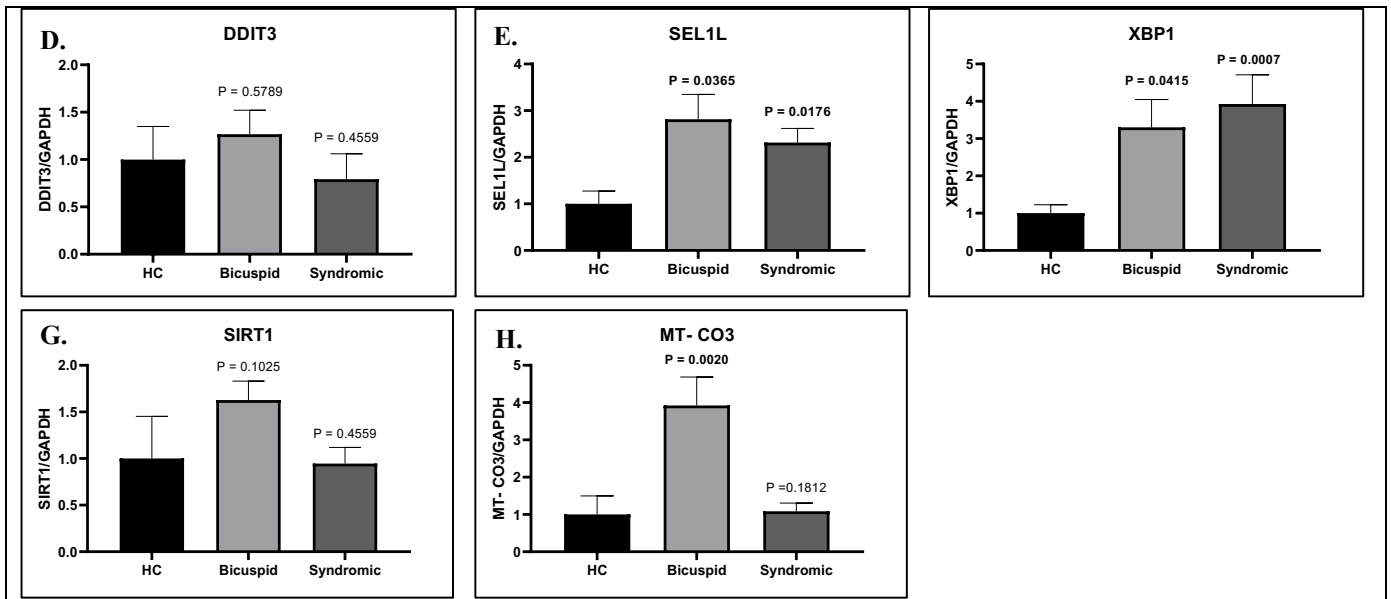 D.
DDIT3
DDIT3/GAPDH
2.0
1.5
1.0
0.5
0.0
P = 0.5789
P = 0.4559
HC Bicuspid Syndromic
E.
SEL1L
SEL1L/GAPDH
4
3
2
1
0
P = 0.0365
P = 0.0176
HC Bicuspid Syndromic
XBP1
XBP1/GAPDH
5
4
3
2
1
0
P = 0.0415
P = 0.0007
HC Bicuspid Syndromic
G.
SIRT1
SIRT1/GAPDH
2.0
1.5
1.0
0.5
0.0
P = 0.1025
P = 0.4559
HC Bicuspid Syndromic
H.
MT- CO3
MT- CO3/GAPDH
5
4
3
2
1
0
P = 0.0020
P =0.1812
HC Bicuspid Syndromic